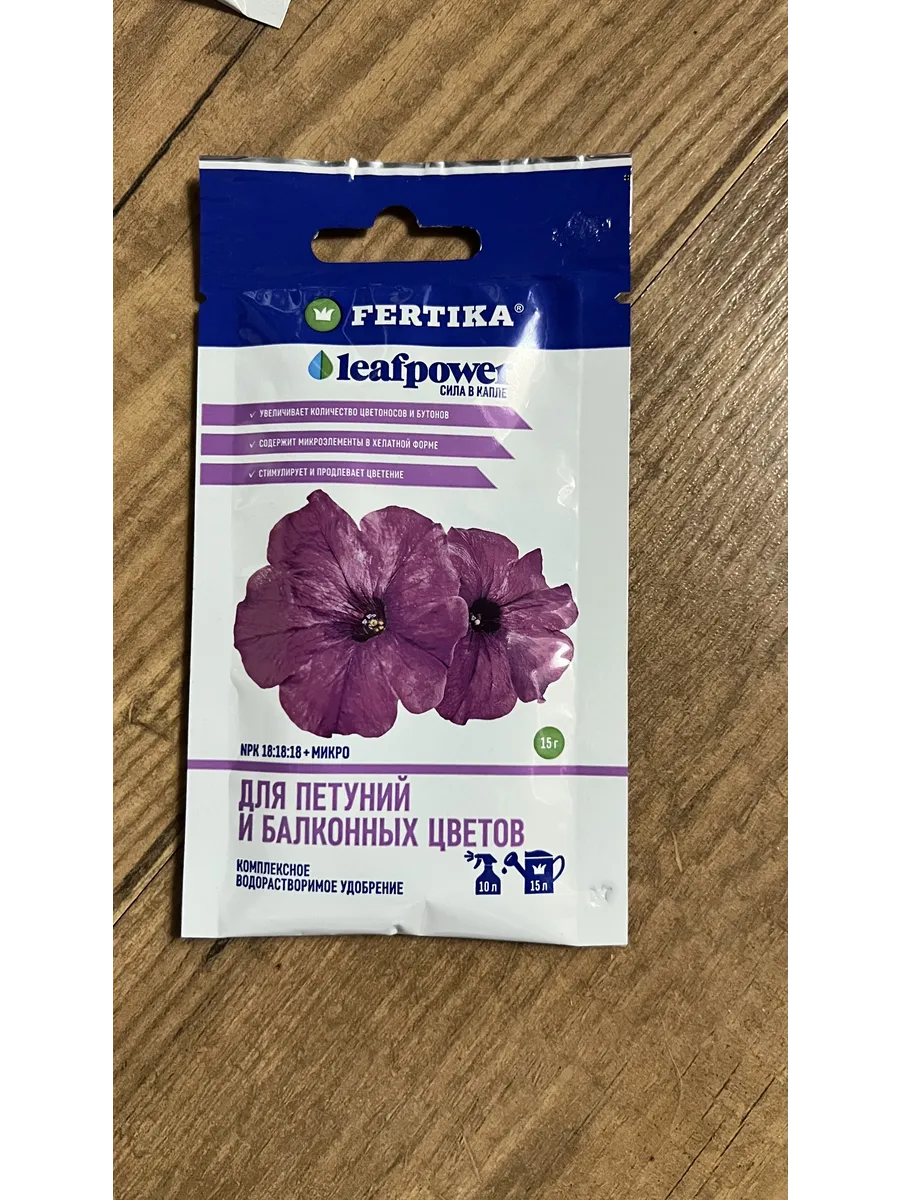 FERTIKA®
leafpower
СИЛА В КАПЛЕ
УВЕЛИЧИВАЕТ КОЛИЧЕСТВО ЦВЕТОНОСОВ И БУТОНОВ
СОДЕРЖИТ МИКРОЭЛЕМЕНТЫ В ХЕЛАТНОЙ ФОРМЕ
СТИМУЛИРУЕТ И ПРОДЛЕВАЕТ ЦВЕТЕНИЕ
NPK 18:18:18 + МИКРО
15 г
ДЛЯ ПЕТУНИЙ
И БАЛКОННЫХ ЦВЕТОВ
КОМПЛЕКСНОЕ
ВОДОРАСТВОРИМОЕ УДОБРЕНИЕ
10 л
15 л